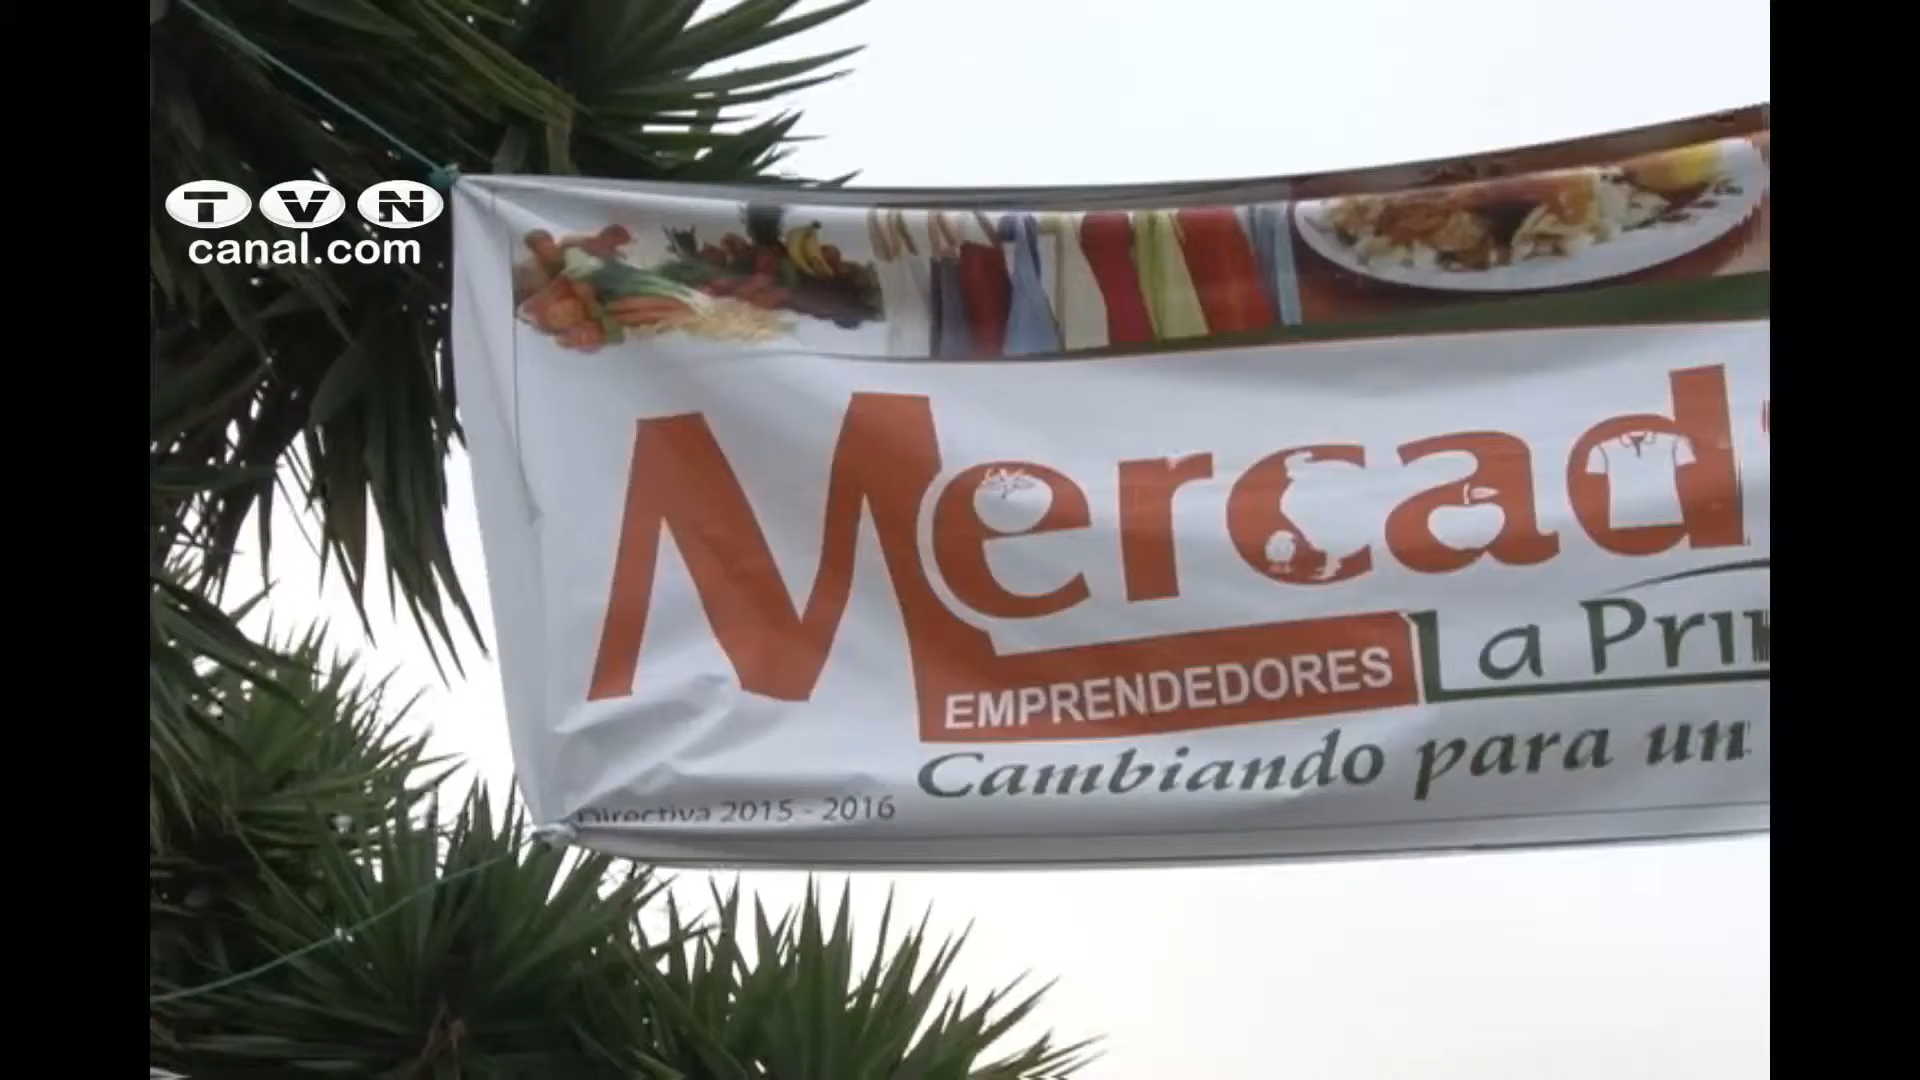 TVN
canal.com
Mercad
EMPRENDEDORES
La Pri
Cambiando para un
Directiva 2015 - 2016